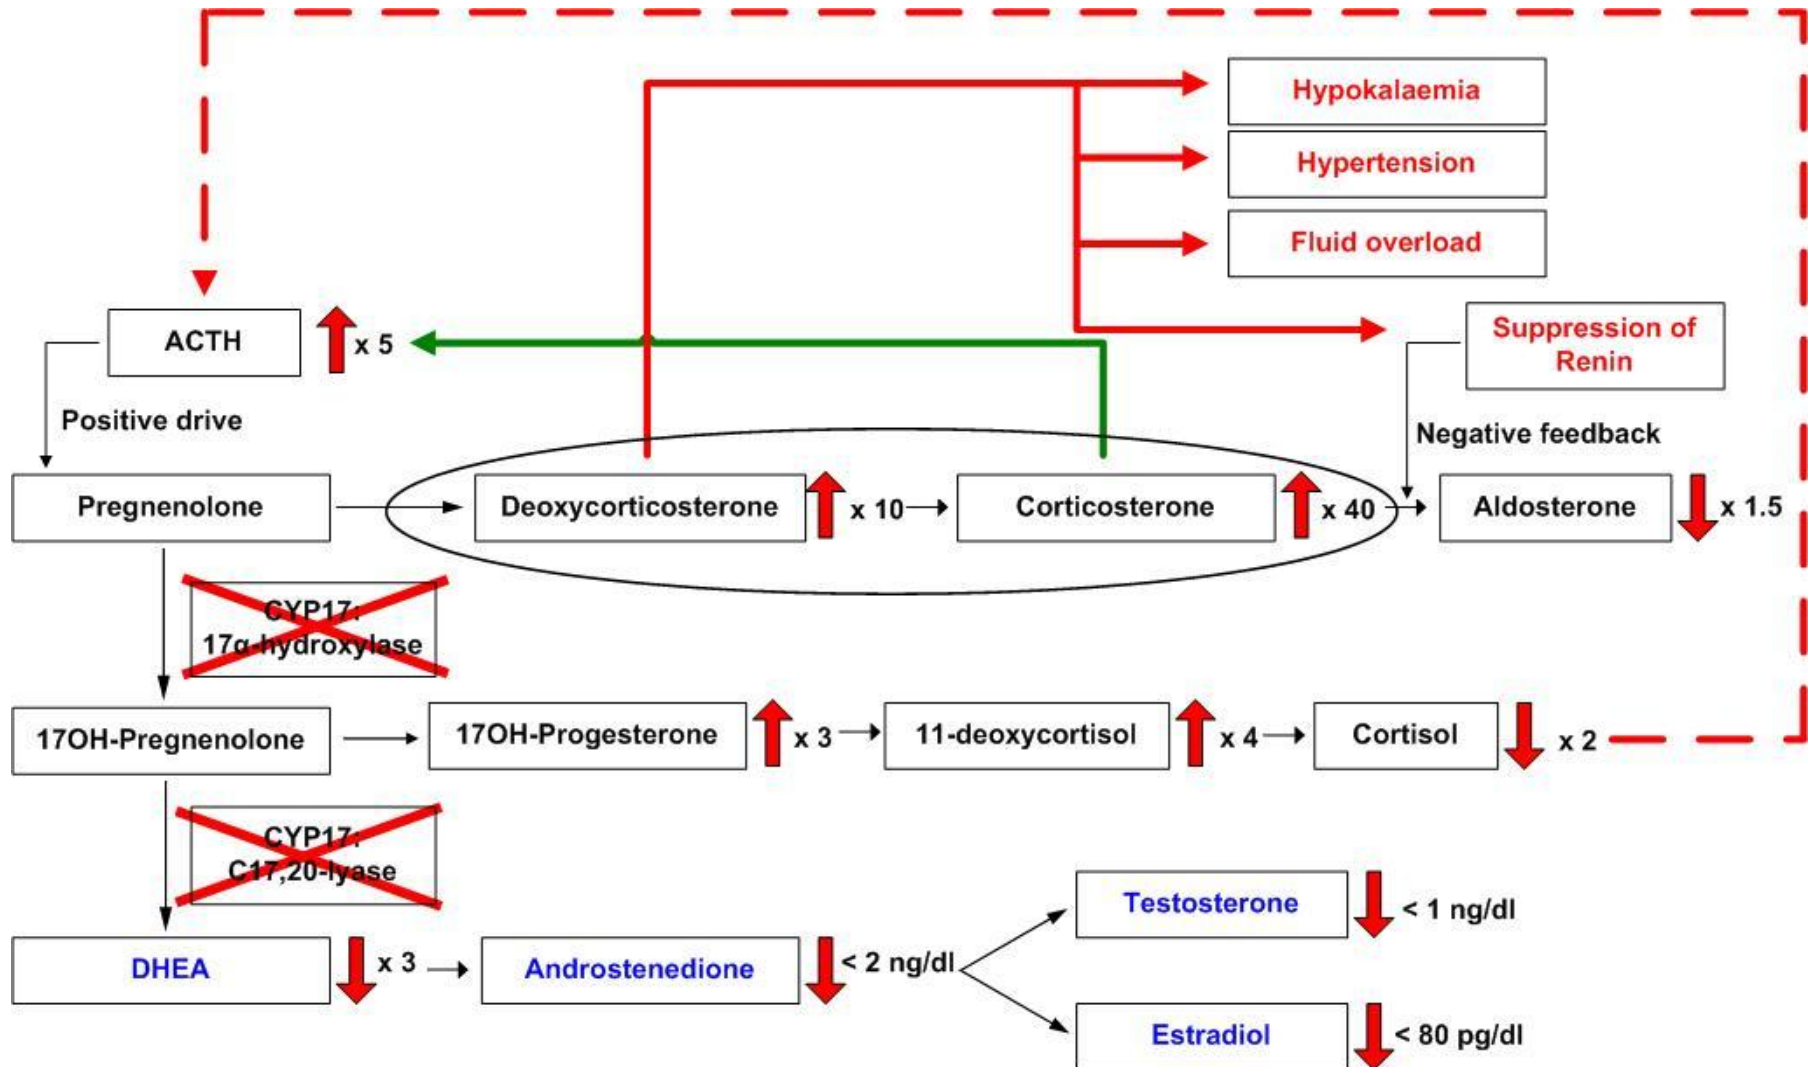 Hypokalaemia
Hypertension
Fluid overload
ACTH
x 5
Suppression of
Renin
Positive drive
Negative feedback
Pregnenolone
Deoxycorticosterone
x 10
Corticosterone
x 40
Aldosterone
x 1.5
CYP17:
17α-hydroxylase
17OH-Pregnenolone
17OH-Progesterone
x 3
11-deoxycortisol
x 4
Cortisol
x 2
CYP17:
C17,20-lyase
DHEA
x 3
Androstenedione
< 2 ng/dl
Testosterone
< 1 ng/dl
Estradiol
< 80 pg/dl